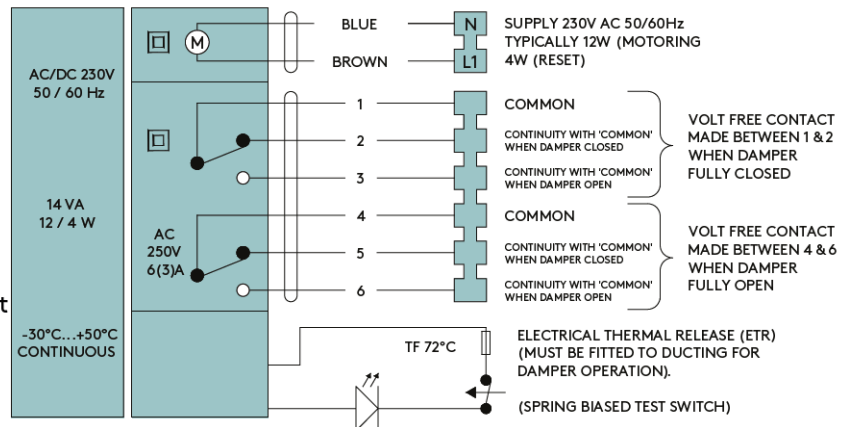 AC/DC 230V
50 / 60 Hz
14 VA
12 / 4 W
-30°C...+50°C
CONTINUOUS
t
M
AC
250V
6(3)A
BLUE
BROWN
1
2
3
4
5
6
N
L1
SUPPLY 230V AC 50/60Hz
TYPICALLY 12W (MOTORING
4W (RESET)
COMMON
CONTINUITY WITH 'COMMON'
WHEN DAMPER CLOSED
CONTINUITY WITH 'COMMON'
WHEN DAMPER OPEN
VOLT FREE CONTACT
MADE BETWEEN 1 & 2
WHEN DAMPER
FULLY CLOSED
COMMON
CONTINUITY WITH 'COMMON'
WHEN DAMPER CLOSED
CONTINUITY WITH 'COMMON'
WHEN DAMPER OPEN
VOLT FREE CONTACT
MADE BETWEEN 4 & 6
WHEN DAMPER
FULLY OPEN
TF 72°C
ELECTRICAL THERMAL RELEASE (ETR)
(MUST BE FITTED TO DUCTING FOR
DAMPER OPERATION).
(SPRING BIASED TEST SWITCH)